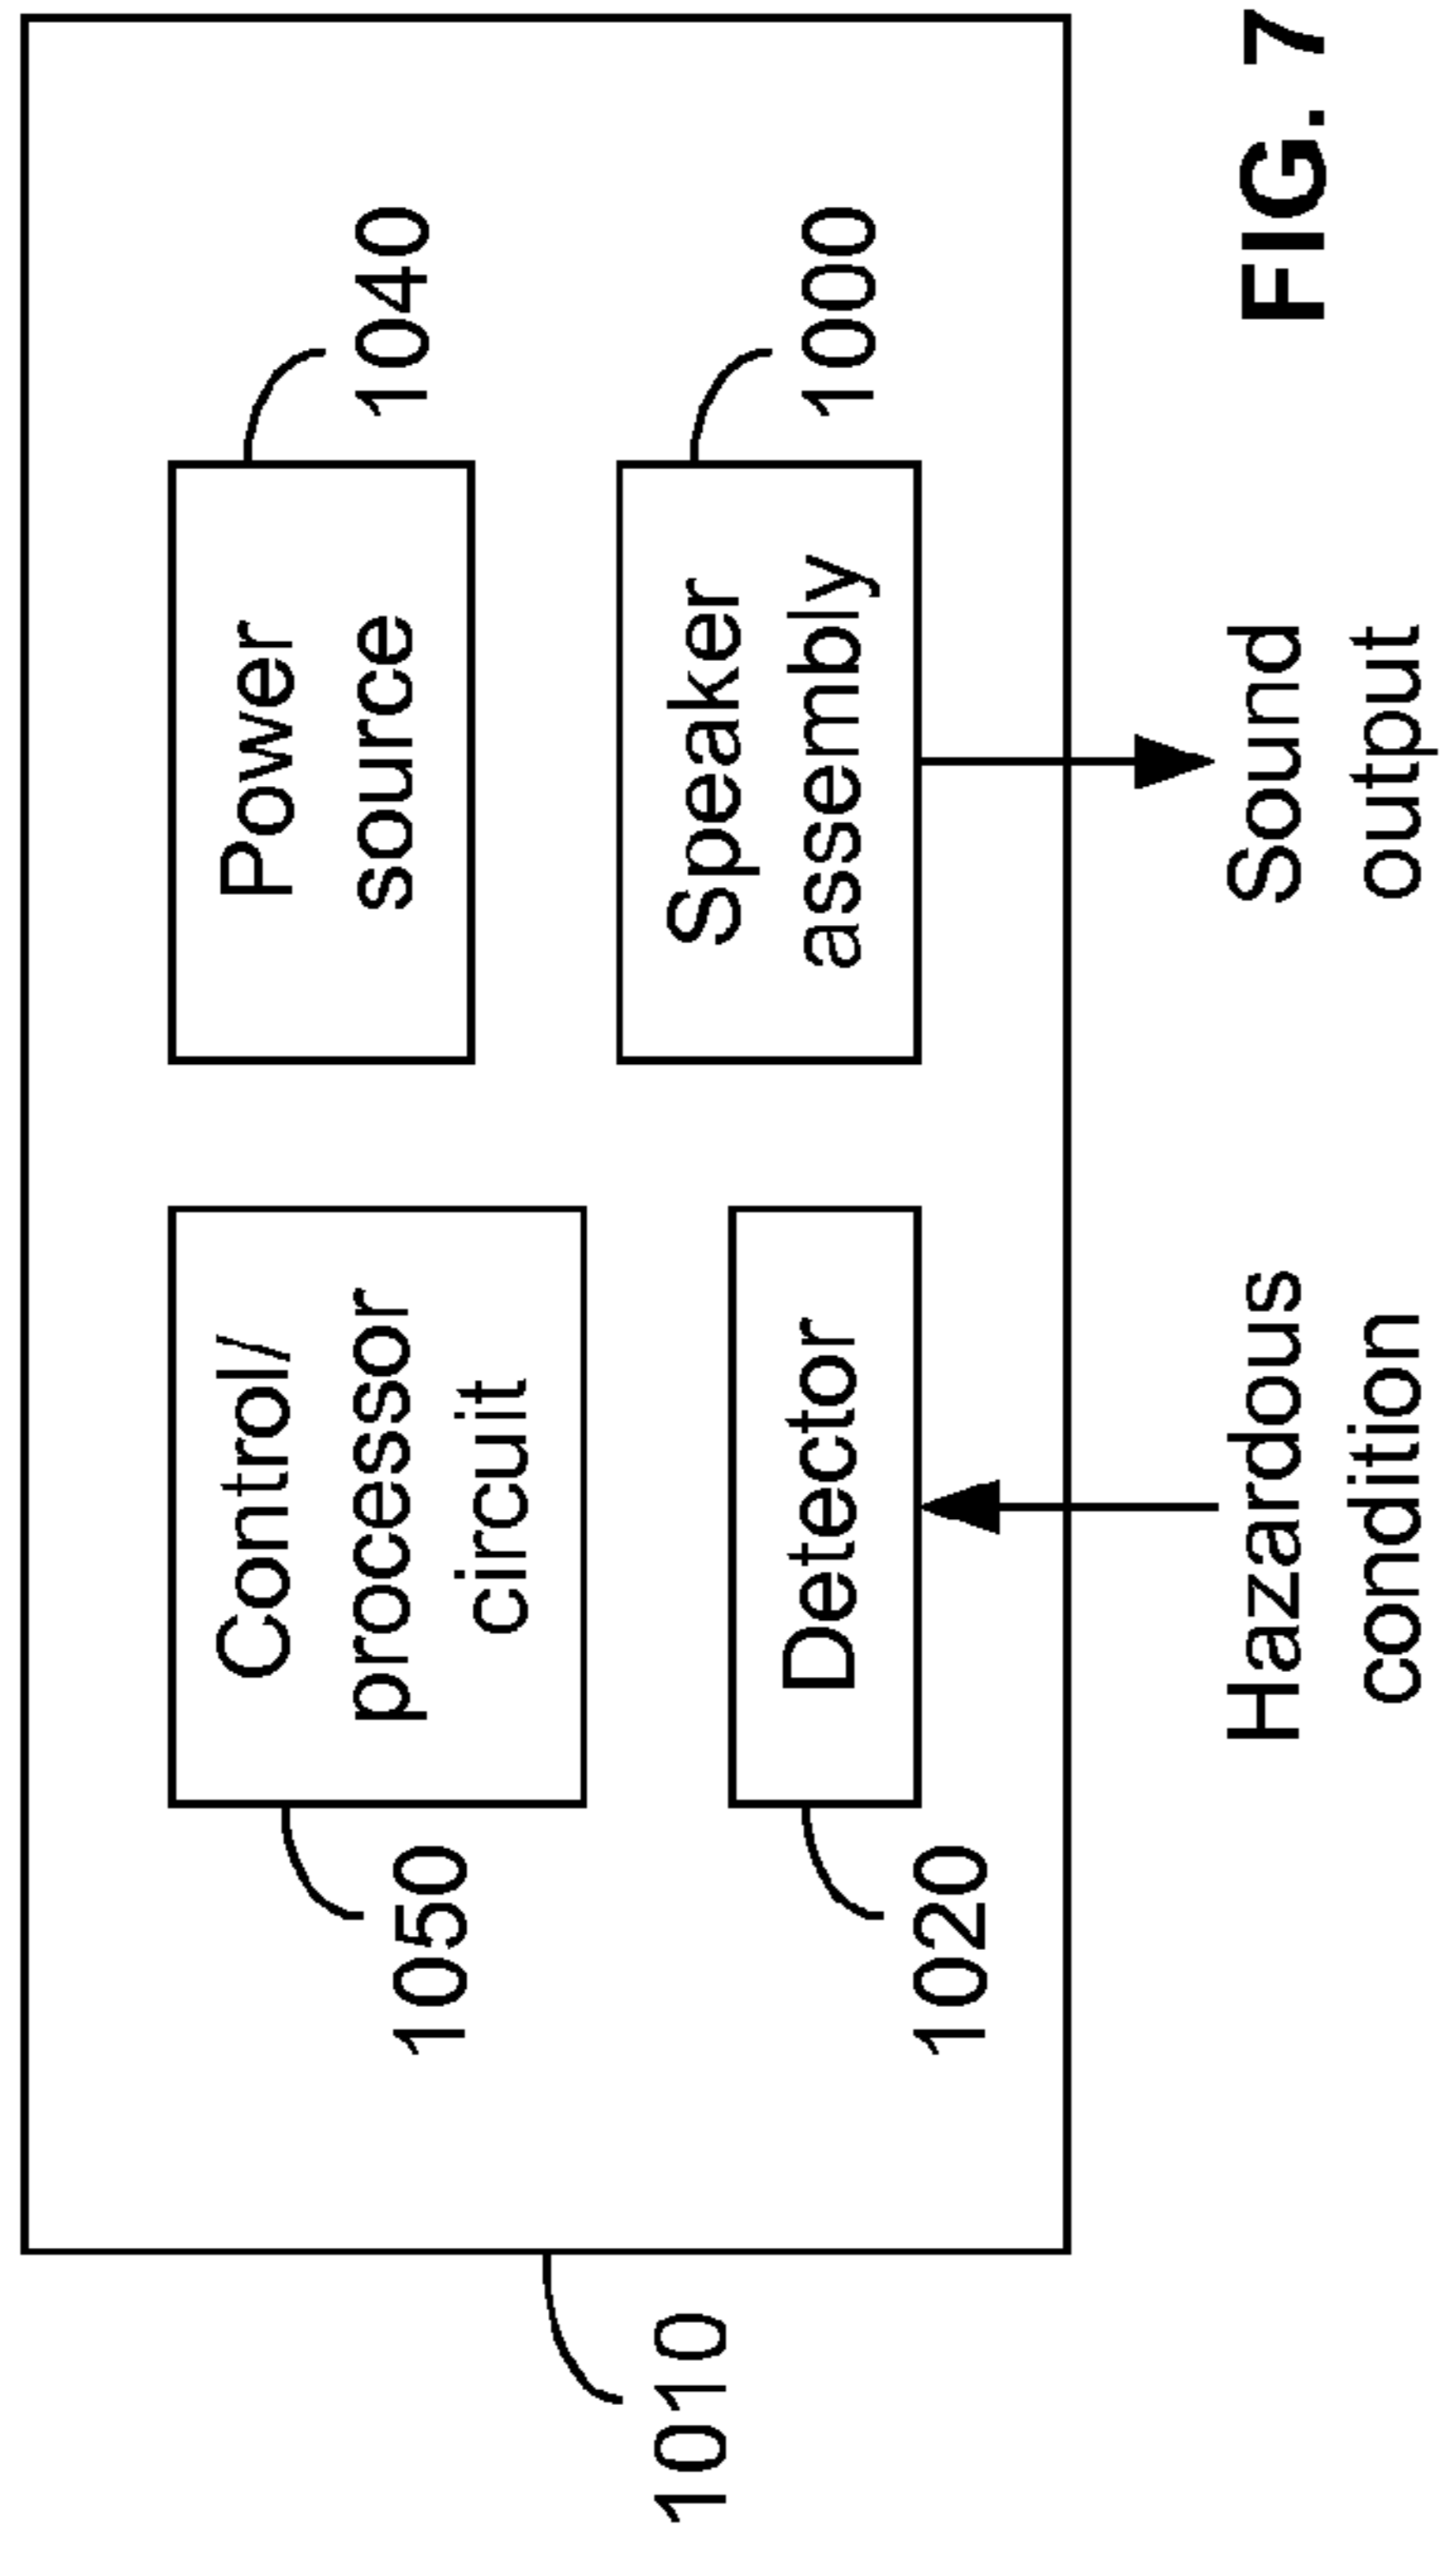 1010
1050
Control/
processor
circuit
Power
source
1040
1020
Detector
Speaker
assembly
1000
Hazardous
condition
Sound
output
FIG. 7